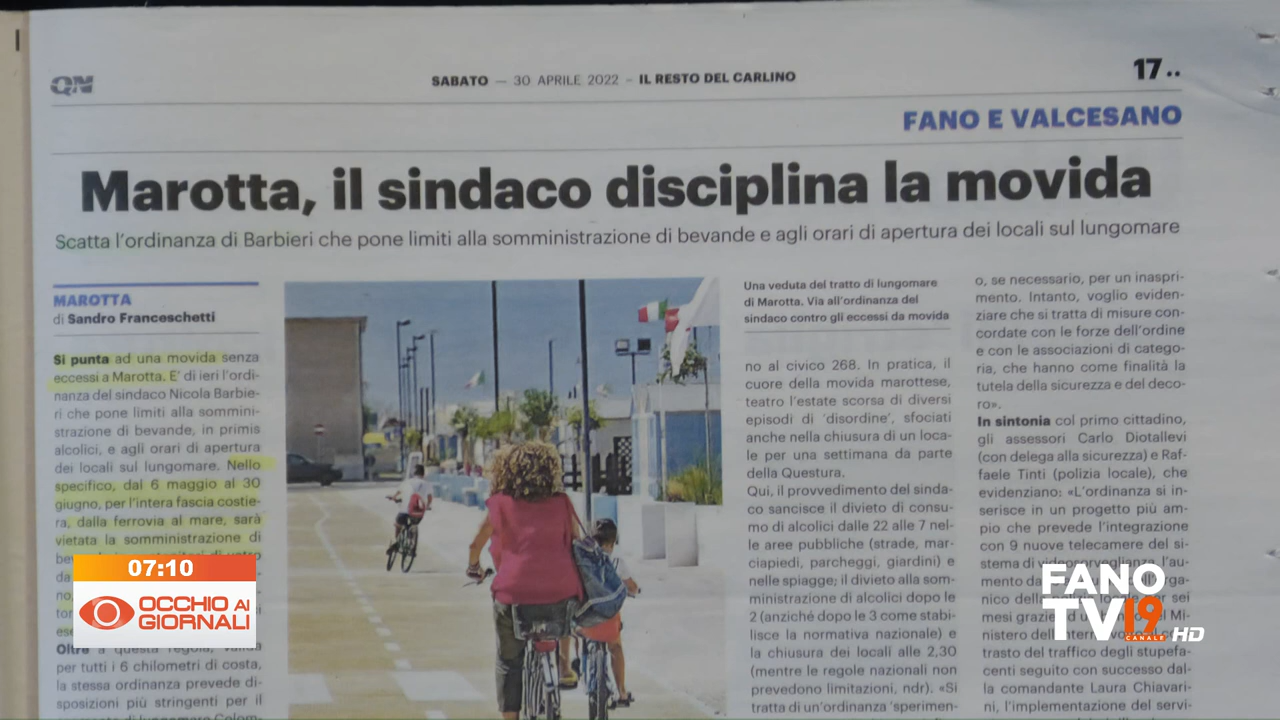 QN
SABATO — 30 APRILE 2022 – IL RESTO DEL CARLINO
17 ••
FANO E VALCESANO
Marotta, il sindaco disciplina la movida
Scatta l'ordinanza di Barbieri che pone limiti alla somministrazione di bevande e agli orari di apertura dei locali sul lungomare
MAROTTA
di Sandro Franceschetti
Si punta ad una movida senza
eccessi a Marotta. E' di ieri l'ordi-
nanza del sindaco Nicola Barbie-
ri che pone limiti alla sommini-
strazione di bevande, in primis
alcolici, e agli orari di apertura
dei locali sul lungomare. Nello
specifico, dal 6 maggio al 30
giugno, per l'intera fascia costie-
ra, dalla ferrovia al mare, sarà
vietata la somministrazione di
Oltre a questa regola, valida
per tutti i 6 chilometri di costa,
la stessa ordinanza prevede di-
sposizioni più stringenti per il
Una veduta del tratto di lungomare
di Marotta. Via all'ordinanza del
sindaco contro gli eccessi da movida
no al civico 268. In pratica, il
cuore della movida marottese,
teatro l'estate scorsa di diversi
episodi di 'disordine', sfociati
anche nella chiusura di un loca-
le per una settimana da parte
della Questura.
Qui, il provvedimento del sinda-
co sancisce il divieto di consu-
mo di alcolici dalle 22 alle 7 nel-
le aree pubbliche (strade, mar-
ciapiedi, parcheggi, giardini) e
nelle spiagge; il divieto alla som-
ministrazione di alcolici dopo le
2 (anziché dopo le 3 come stabi-
lisce la normativa nazionale) e
la chiusura dei locali alle 2,30
(mentre le regole nazionali non
prevedono limitazioni, ndr). «Si
tratta di un'ordinanza 'sperimen-
o, se necessario, per un inaspri-
mento. Intanto, voglio eviden-
ziare che si tratta di misure con-
cordate con le forze dell'ordine
e con le associazioni di catego-
ria, che hanno come finalità la
tutela della sicurezza e del deco-
ro».
In sintonia col primo cittadino,
gli assessori Carlo Diotallevi
(con delega alla sicurezza) e Raf-
faele Tinti (polizia locale), che
evidenziano: «L'ordinanza si in-
serisce in un progetto più am-
pio che prevede l'integrazione
con 9 nuove telecamere del si-
stema di videosorveglianza, l'au-
mento
nico della polizia locale per sei
mesi
nistero
trasto del traffico degli stupefa-
centi seguito con successo dal-
la comandante Laura Chiavari-
ni, l'implementazione del servi-
07:10
OCCHIO AI
GIORNALI
FANO
TV19
CANALE HD